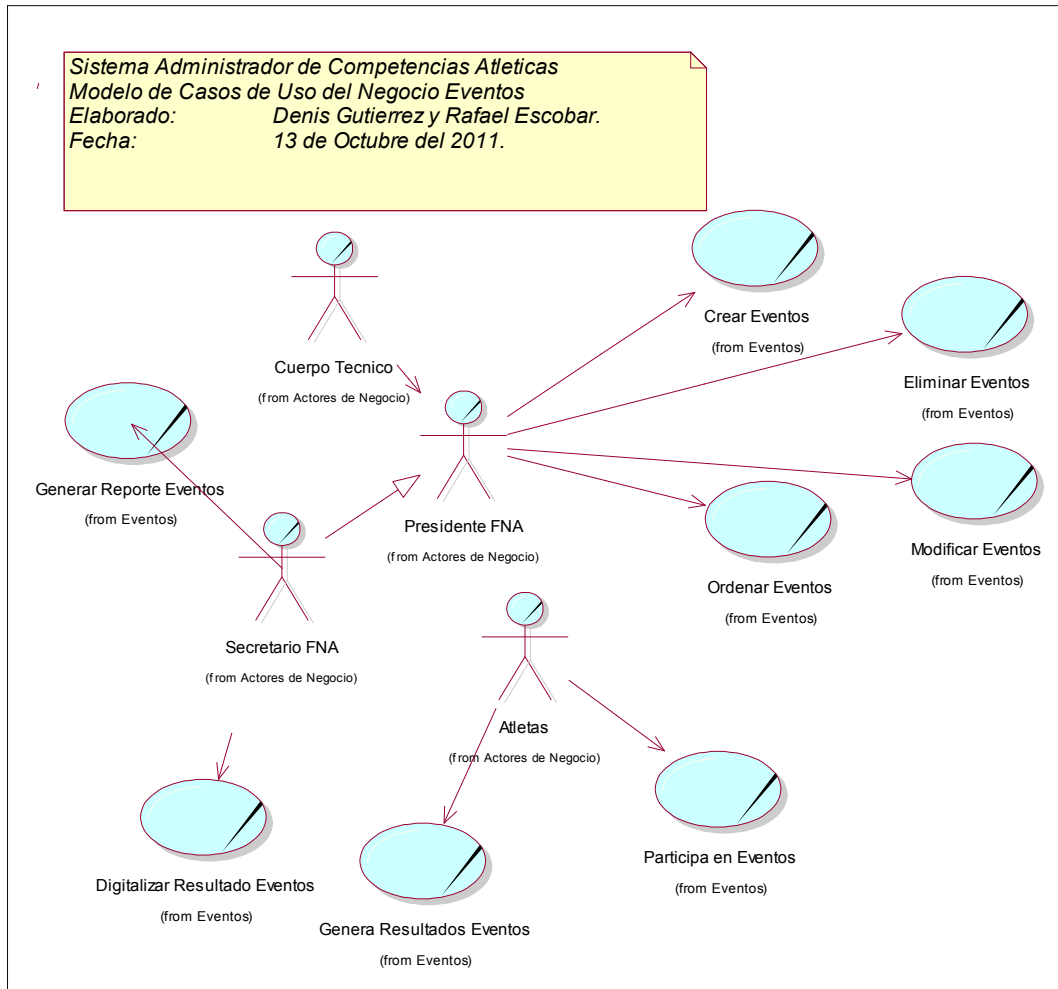 Sistema Administrador de Competencias Atleticas
Modelo de Casos de Uso del Negocio Eventos
Elaborado: Denis Gutierrez y Rafael Escobar.
Fecha: 13 de Octubre del 2011.
Crear Eventos
(from Eventos)
Cuerpo Tecnico
(from Actores de Negocio)
Eliminar Eventos
(from Eventos)
Generar Reporte Eventos
(from Eventos)
Presidente FNA
(from Actores de Negocio)
Modificar Eventos
(from Eventos)
Ordenar Eventos
(from Eventos)
Secretario FNA
(from Actores de Negocio)
Atletas
(from Actores de Negocio)
Participa en Eventos
(from Eventos)
Digitalizar Resultado Eventos
(from Eventos)
Genera Resultados Eventos
(from Eventos)